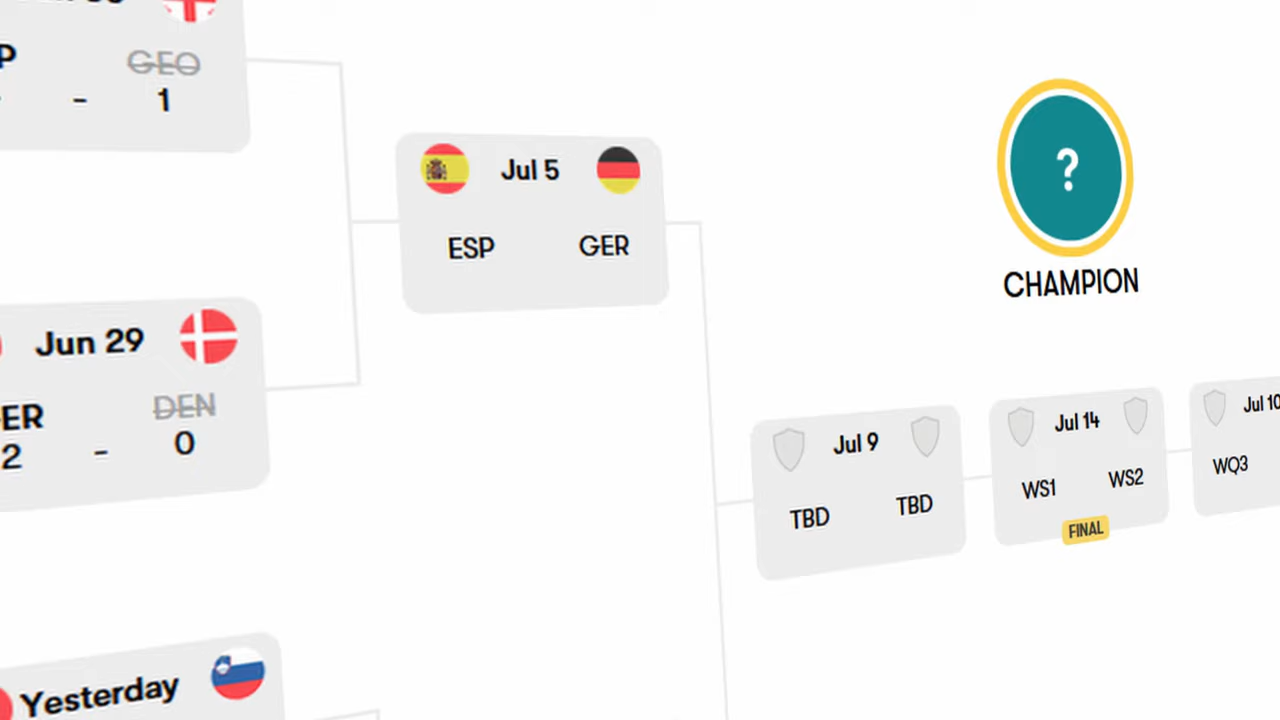 P GEO
- 1
Jul 5
ESP GER
?
CHAMPION
Jun 29
ER DEN
2 - 0
Jul 9
TBD TBD
Jul 14
WS1 WS2
FINAL
Jul 10
WQ3
Yesterday